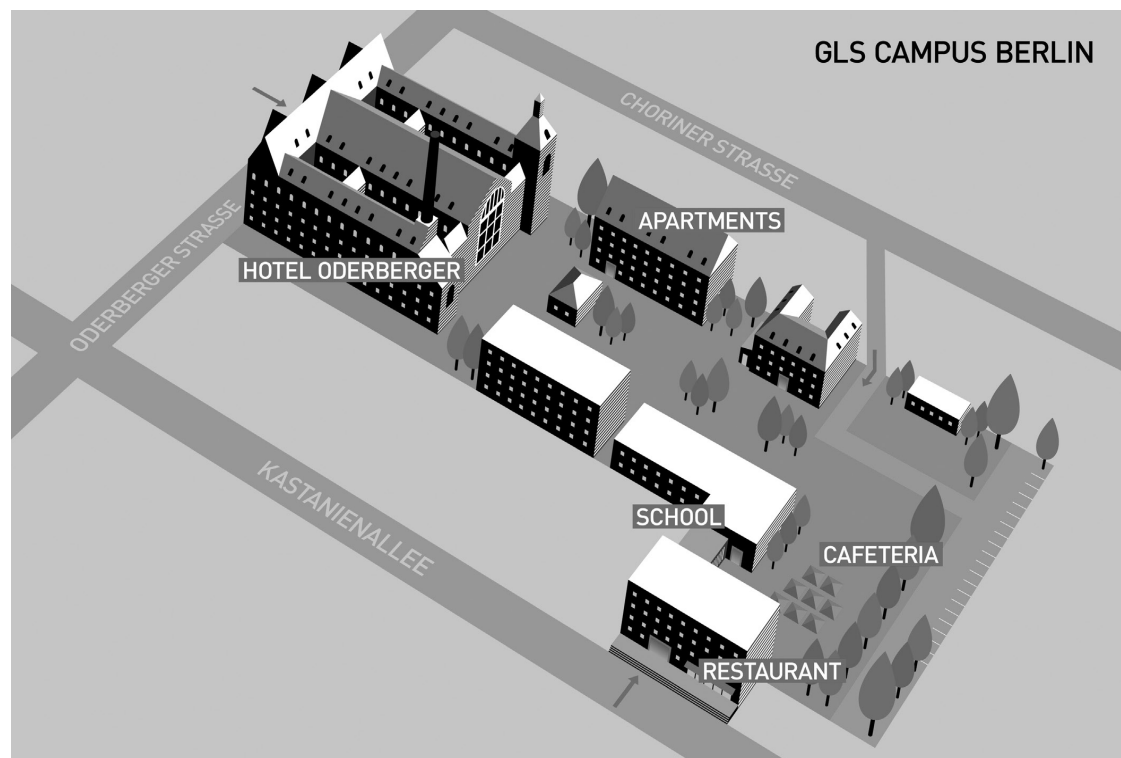 GLS CAMPUS BERLIN
CHORINER STRASSE
APARTMENTS
ODERBERGER STRASSE
HOTEL ODERBERGER
KASTANIENALLEE
SCHOOL
CAFETERIA
RESTAURANT